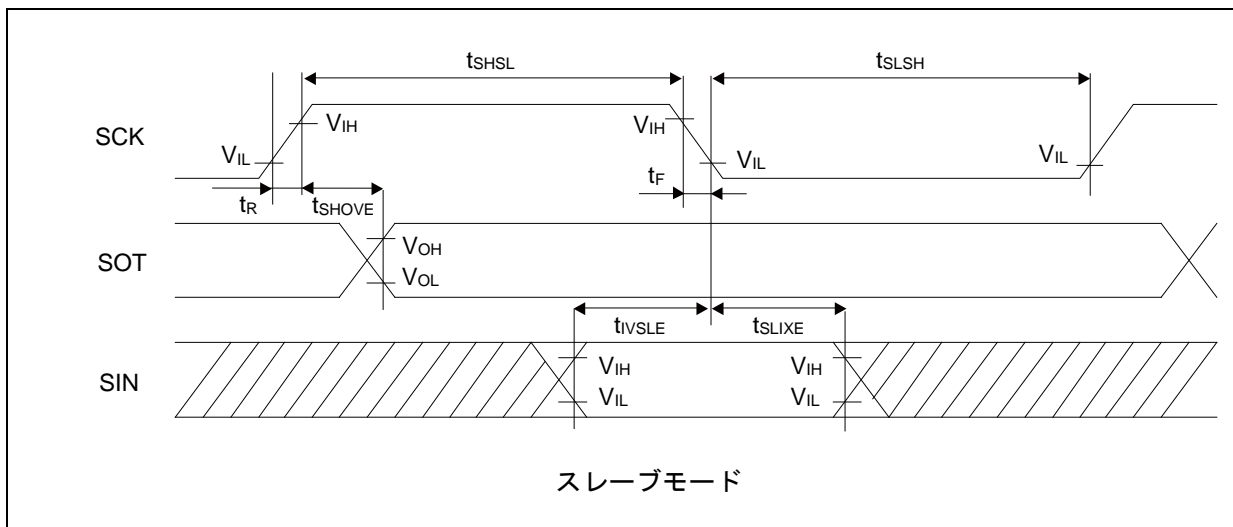 tSHSL
tSLSH
SCK
VIH
VIH
VIL
VIL
VIL
tR
tSHOVE
tF
SOT
VOH
VOL
tIVSLE
tSLIXE
SIN
VIH
VIH
VIL
VIL
スレーブモード